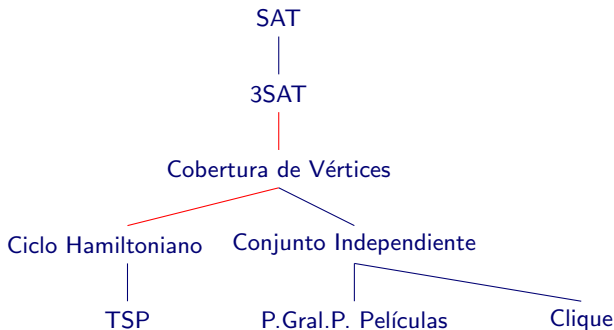 SAT
3SAT
Cobertura de Vértices
Ciclo Hamiltoniano
Conjunto Independiente
TSP
P.Gral.P. Películas
Clique